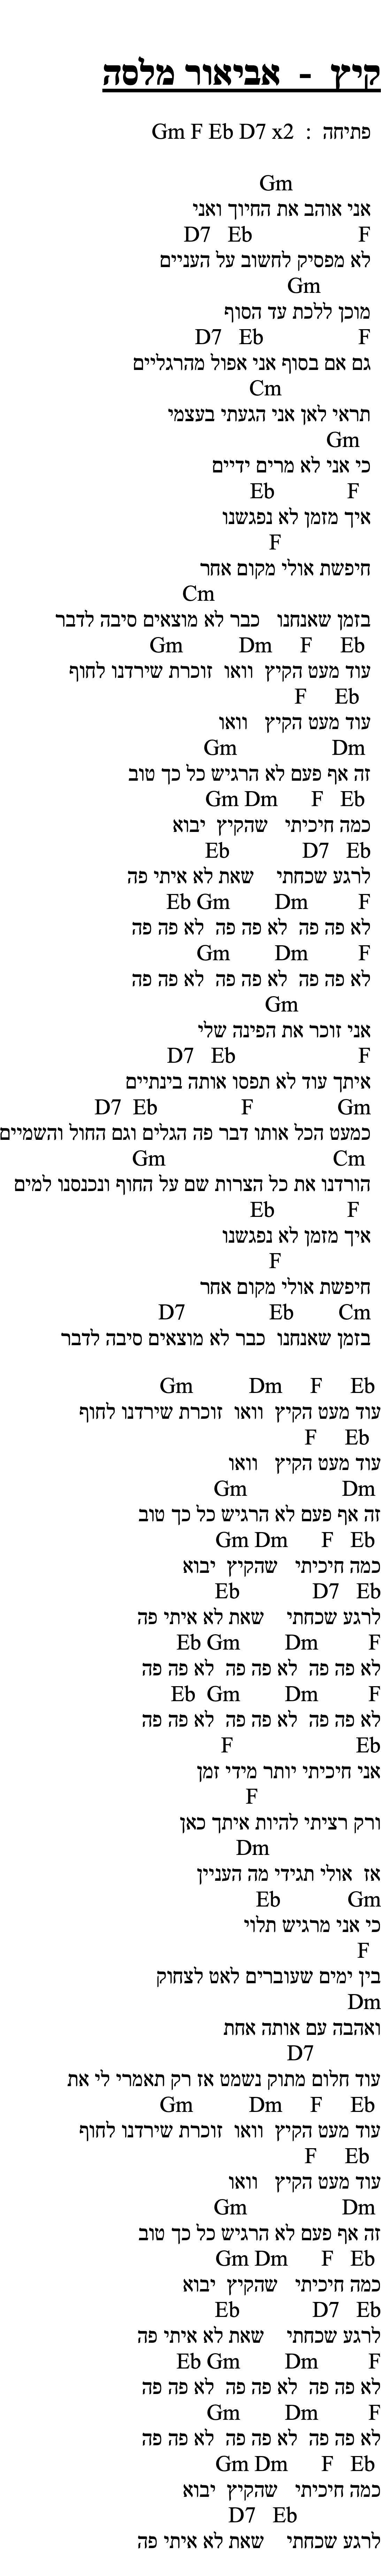 קיץ - אביאור מלסה
פתיחה : Gm F Eb D7 x2
Gm
אני אוהב את החיוך ואני
D7 Eb F
לא מפסיק לחשוב על העניים
Gm
מוכן ללכת עד הסוף
D7 Eb F
גם אם בסוף אני אפול מהרגליים
Cm
תראי לאן אני הגעתי בעצמי
Gm
כי אני לא מרים ידיים
Eb F
איך מזמן לא נפגשנו
F
חיפשת אולי מקום אחר
Cm
בזמן שאנחנו כבר לא מוצאים סיבה לדבר
Gm Dm F Eb
עוד מעט הקיץ וואו זוכרת שירדנו לחוף
F Eb
עוד מעט הקיץ וואו
Gm Dm
זה אף פעם לא הרגיש כל כך טוב
Gm Dm F Eb
כמה חיכיתי שהקיץ יבוא
Eb D7 Eb
לרגע שכחתי שאת לא איתי פה
Eb Gm Dm F
לא פה פה לא פה פה לא פה פה
Gm Dm F
לא פה פה לא פה פה לא פה פה
Gm
אני זוכר את הפינה שלי
D7 Eb F
איתך עוד לא תפסו אותה בינתיים
D7 Eb F Gm
כמעט הכל אותו דבר פה הגלים וגם החול והשמיים
Gm Cm
הורדנו את כל הצרות שם על החוף ונכנסנו למים
Eb F
איך מזמן לא נפגשנו
F
חיפשת אולי מקום אחר
D7 Eb Cm
בזמן שאנחנו כבר לא מוצאים סיבה לדבר
Gm Dm F Eb
עוד מעט הקיץ וואו זוכרת שירדנו לחוף
F Eb
עוד מעט הקיץ וואו
Gm Dm
זה אף פעם לא הרגיש כל כך טוב
Gm Dm F Eb
כמה חיכיתי שהקיץ יבוא
Eb D7 Eb
לרגע שכחתי שאת לא איתי פה
Eb Gm Dm F
לא פה פה לא פה פה לא פה פה
Eb Gm Dm F
לא פה פה לא פה פה לא פה פה
F Eb
אני חיכיתי יותר מידי זמן
F
ורק רציתי להיות איתך כאן
Dm
אז אולי תגידי מה העניין
Eb Gm
כי אני מרגיש תלוי
F
בין ימים שעוברים לאט לצחוק
Dm
ואהבה עם אותה אחת
D7
עוד חלום מתוק נשמט אז רק תאמרי לי את
Gm Dm F Eb
עוד מעט הקיץ וואו זוכרת שירדנו לחוף
F Eb
עוד מעט הקיץ וואו
Gm Dm
זה אף פעם לא הרגיש כל כך טוב
Gm Dm F Eb
כמה חיכיתי שהקיץ יבוא
Eb D7 Eb
לרגע שכחתי שאת לא איתי פה
Eb Gm Dm F
לא פה פה לא פה פה לא פה פה
Gm Dm F
לא פה פה לא פה פה לא פה פה
Gm Dm F Eb
כמה חיכיתי שהקיץ יבוא
D7 Eb
לרגע שכחתי שאת לא איתי פה